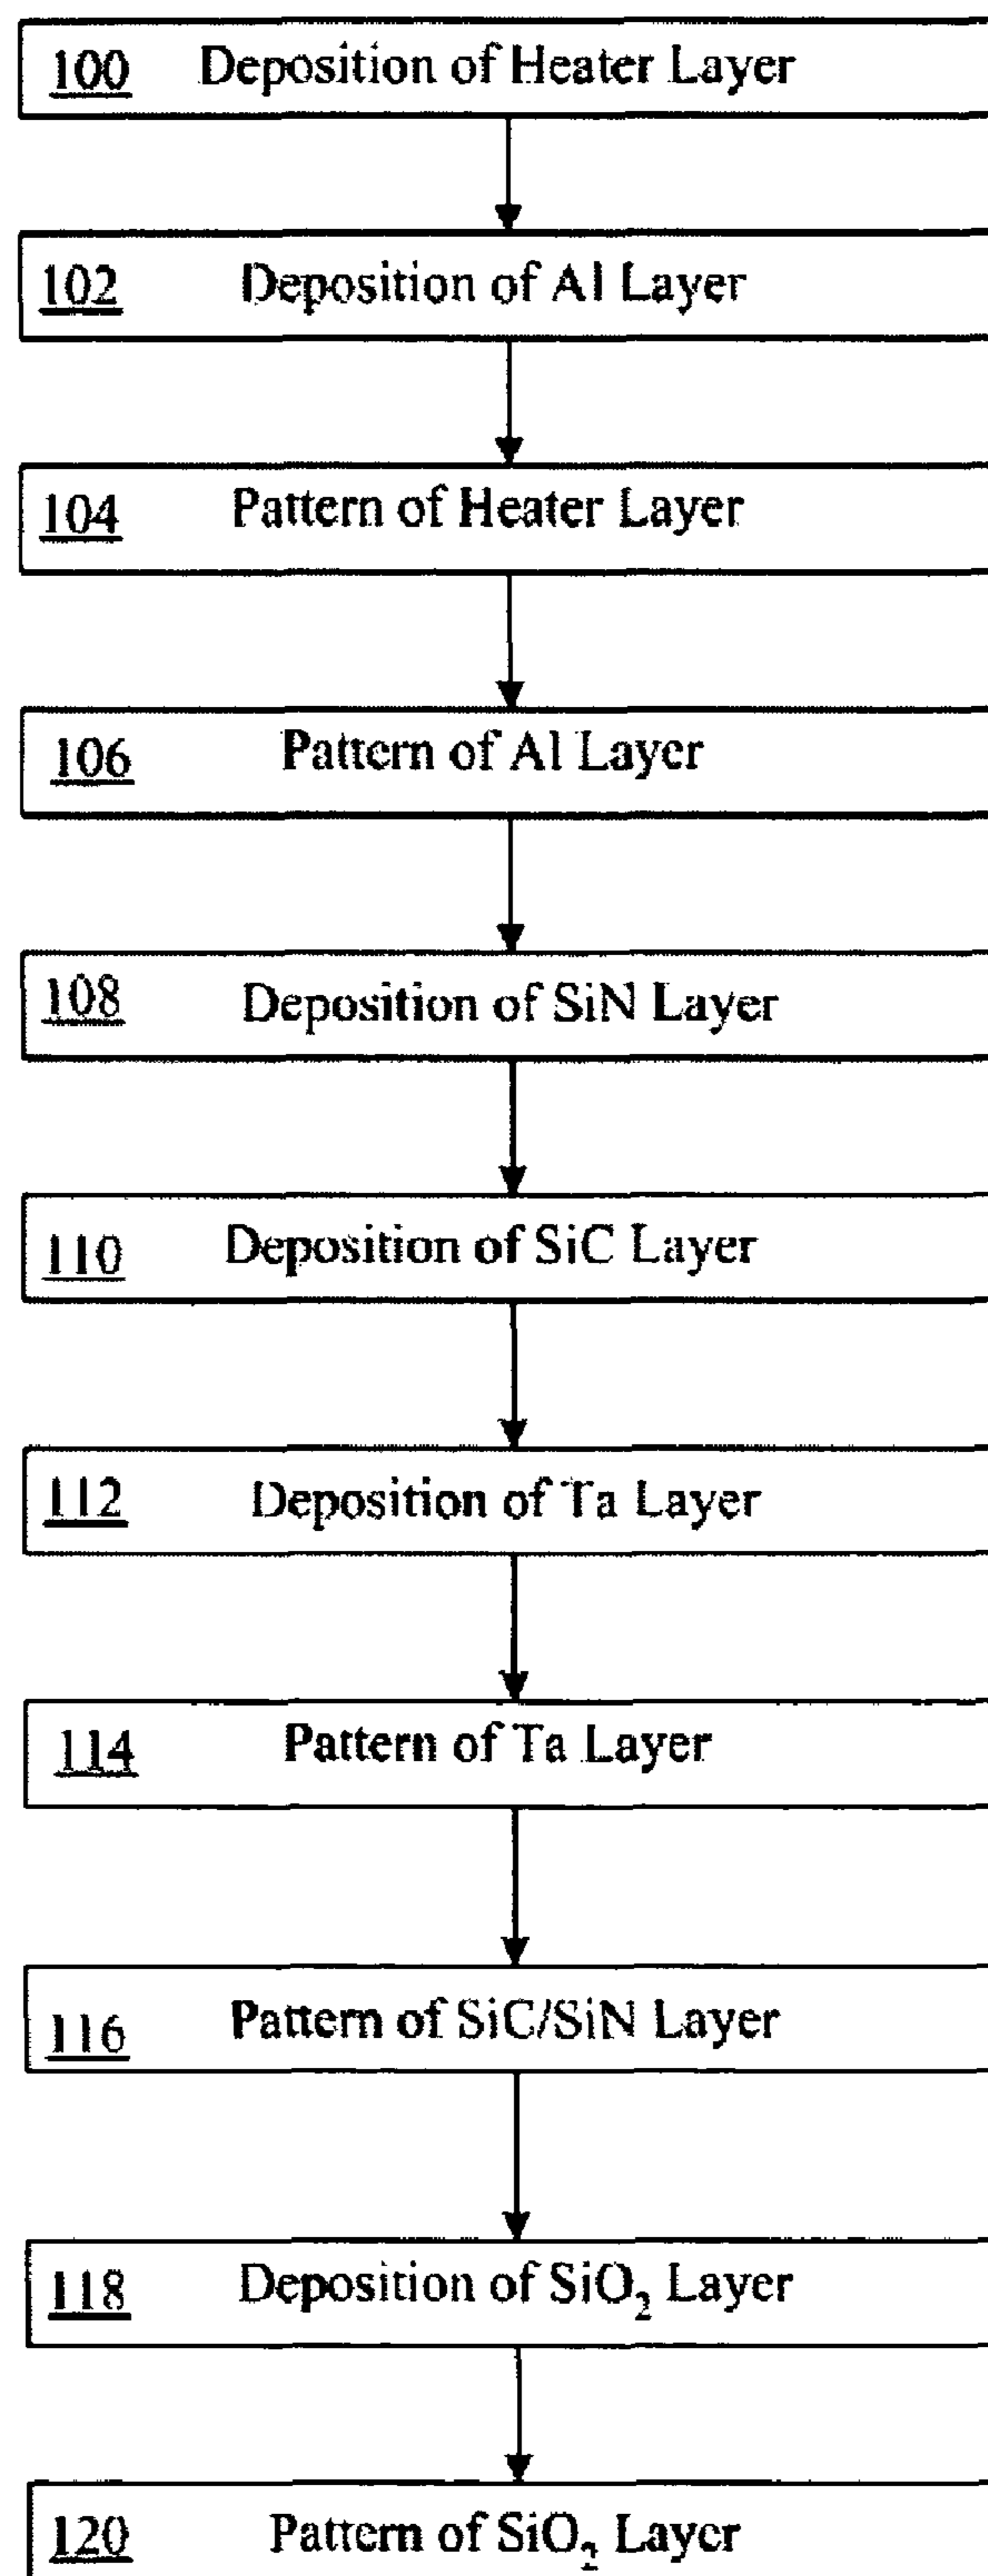 100 Deposition of Heater Layer
102 Deposition of Al Layer
104 Pattern of Heater Layer
106 Pattern of Al Layer
108 Deposition of SiN Layer
110 Deposition of SiC Layer
112 Deposition of Ta Layer
114 Pattern of Ta Layer
116 Pattern of SiC/SiN Layer
118 Deposition of SiO₂ Layer
120 Pattern of SiO₂ Layer